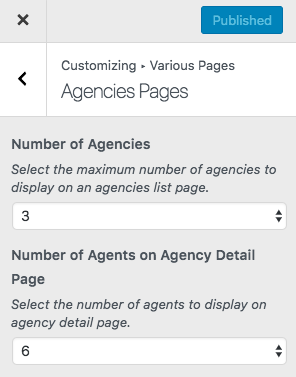 Published
Customizing ▸ Various Pages
Agencies Pages
Number of Agencies
Select the maximum number of agencies to
display on an agencies list page.
3
Number of Agents on Agency Detail
Page
Select the number of agents to display on
agency detail page.
6